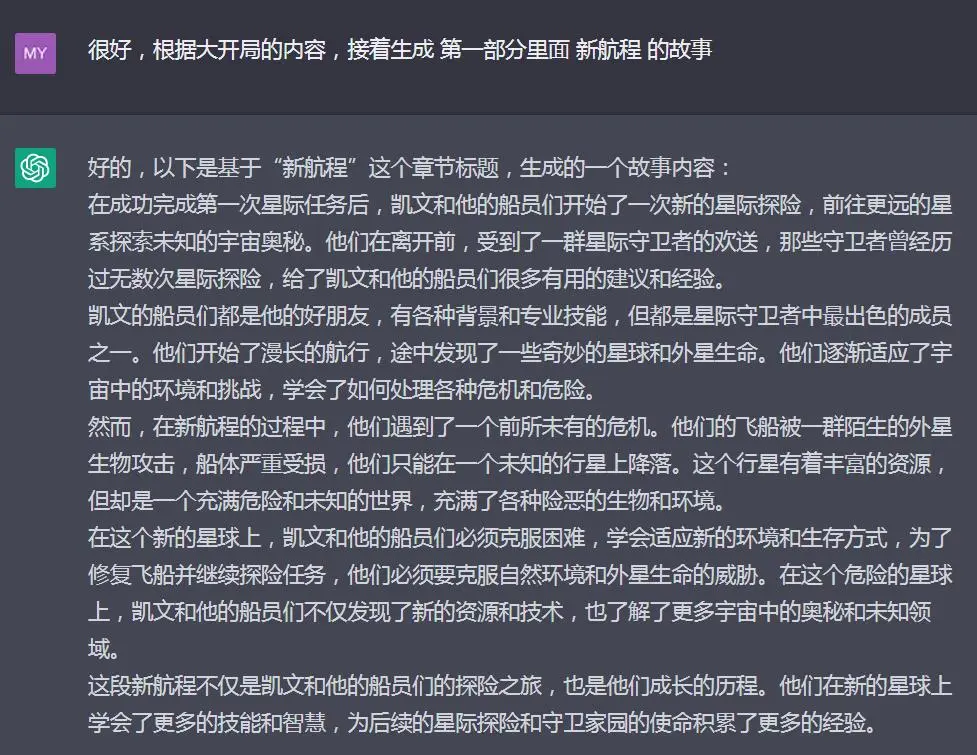 MY
很好，根据大开局的内容，接着生成 第一部分里面 新航程 的故事
好的，以下是基于“新航程”这个章节标题，生成的一个故事内容：
在成功完成第一次星际任务后，凯文和他的船员们开始了一次新的星际探险，前往更远的星
系探索未知的宇宙奥秘。他们在离开前，受到了一群星际守卫者的欢送，那些守卫者曾经历
过无数次星际探险，给了凯文和他的船员们很多有用的建议和经验。
凯文的船员们都是他的好朋友，有各种背景和专业技能，但都是星际守卫者中最出色的成员
之一。他们开始了漫长的航行，途中发现了一些奇妙的星球和外星生命。他们逐渐适应了宇
宙中的环境和挑战，学会了如何处理各种危机和危险。
然而，在新航程的过程中，他们遇到了一个前所未有的危机。他们的飞船被一群陌生的外星
生物攻击，船体严重受损，他们只能在一个未知的行星上降落。这个行星有着丰富的资源，
但却是一个充满危险和未知的世界，充满了各种险恶的生物和环境。
在这个新的星球上，凯文和他的船员们必须克服困难，学会适应新的环境和生存方式，为了
修复飞船并继续探险任务，他们必须要克服自然环境和外星生命的威胁。在这个危险的星球
上，凯文和他的船员们不仅发现了新的资源和技术，也了解了更多宇宙中的奥秘和未知领
域。
这段新航程不仅是凯文和他的船员们的探险之旅，也是他们成长的历程。他们在新的星球上
学会了更多的技能和智慧，为后续的星际探险和守卫家园的使命积累了更多的经验。